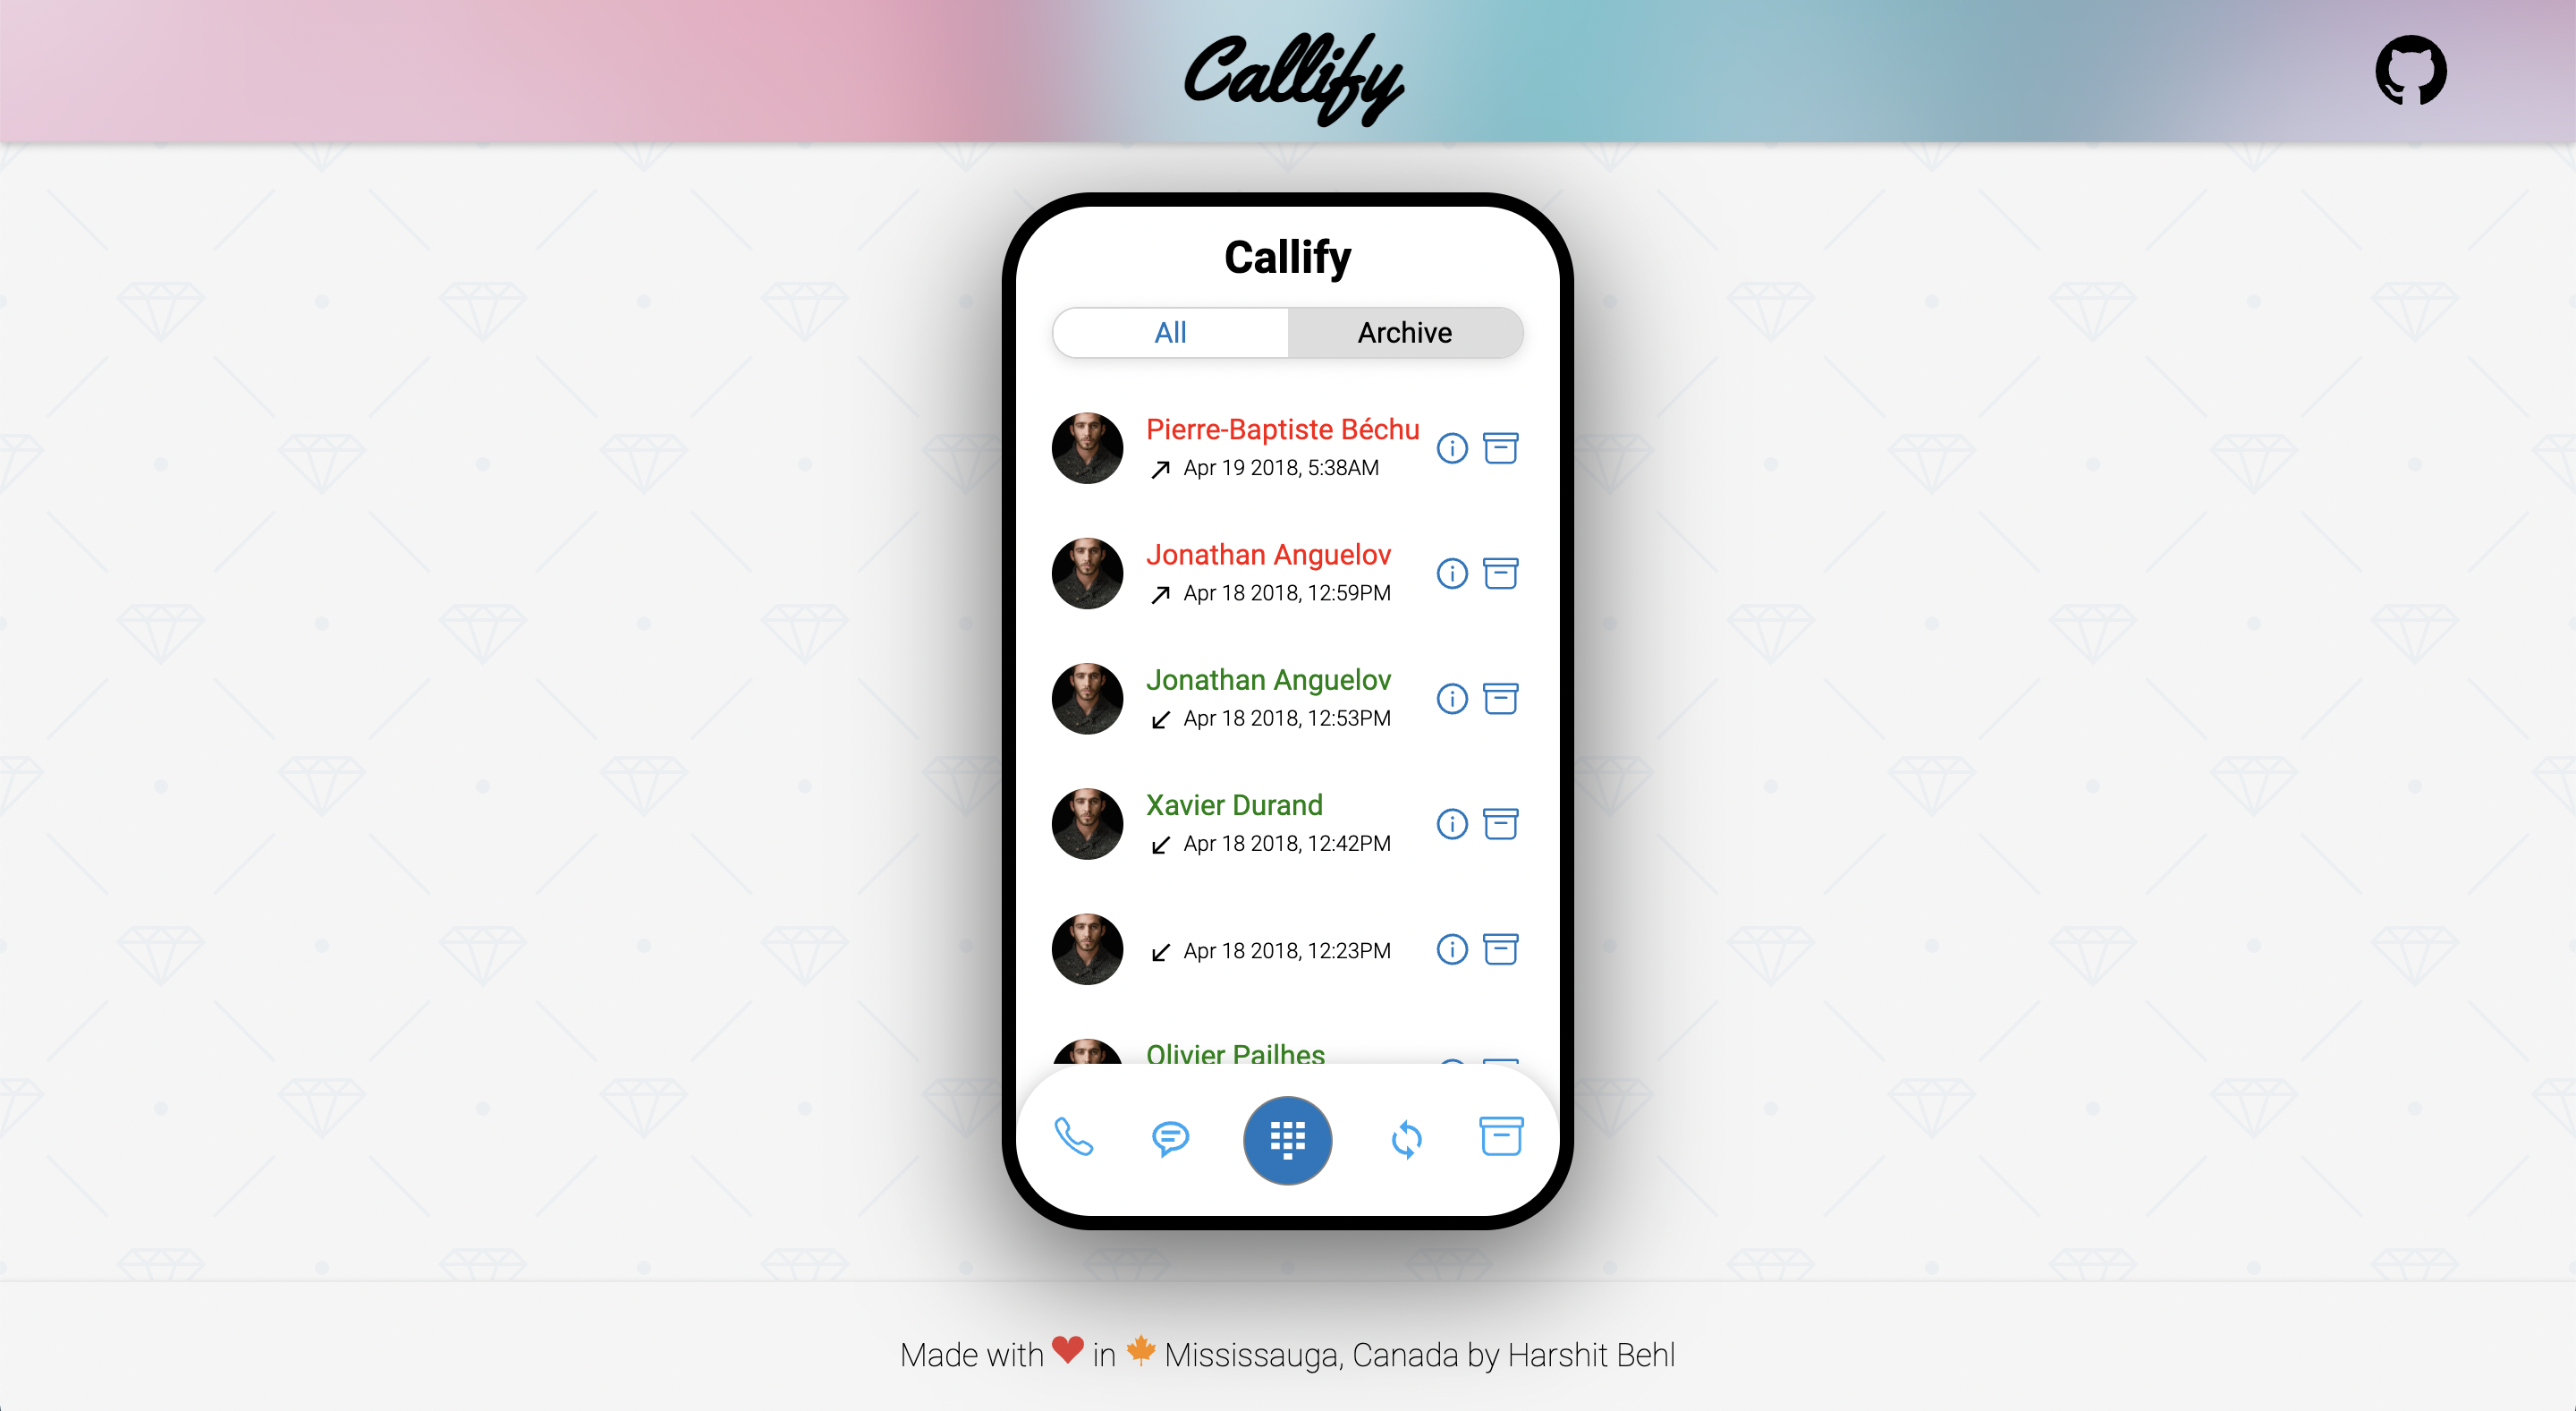 Callify
Callify
All Archive
Pierre-Baptiste Béchu
Apr 19 2018, 5:38AM
Jonathan Anguelov
Apr 18 2018, 12:59PM
Jonathan Anguelov
Apr 18 2018, 12:53PM
Xavier Durand
Apr 18 2018, 12:42PM
Apr 18 2018, 12:23PM
Olivier Pailhes
Made with ❤️ in 🍁 Mississauga, Canada by Harshit Behl